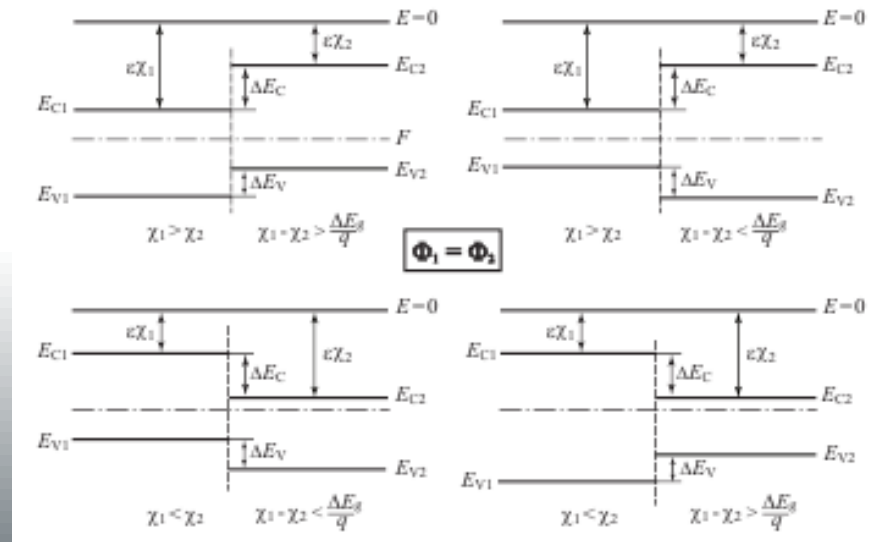 E=0
εχ1
εχ2
EC2
ΔEC
EC1
F
EV2
ΔEV
EV1
χ1>χ2
χ1-χ2>ΔEg/q
E=0
εχ1
εχ2
EC2
ΔEC
EC1
EV1
ΔEV
EV2
χ1>χ2
χ1-χ2<ΔEg/q
Φ1 = Φ2
E=0
εχ1
εχ2
EC1
ΔEC
EC2
EV1
ΔEV
EV2
χ1<χ2
χ1-χ2<ΔEg/q
E=0
εχ1
εχ2
EC1
ΔEC
EC2
EV2
ΔEV
EV1
χ1<χ2
χ1-χ2>ΔEg/q